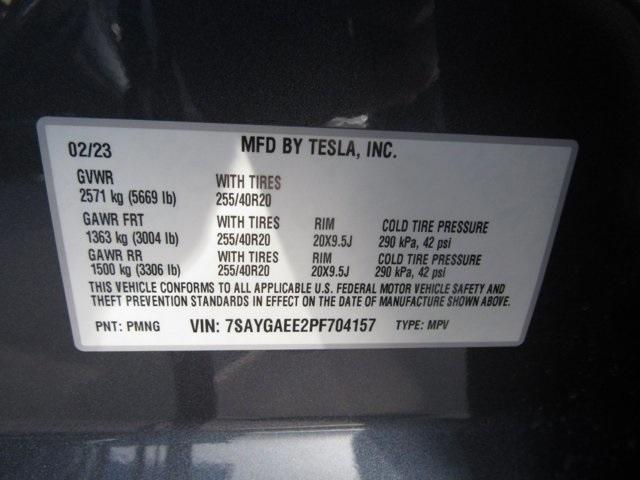 02/23 MFD BY TESLA, INC.
GVWR WITH TIRES
2571 kg (5669 lb) 255/40R20
GAWR FRT WITH TIRES RIM COLD TIRE PRESSURE
1363 kg (3004 lb) 255/40R20 20X9.5J 290 kPa, 42 psi
GAWR RR WITH TIRES RIM COLD TIRE PRESSURE
1500 kg (3306 lb) 255/40R20 20X9.5J 290 kPa, 42 psi
THIS VEHICLE CONFORMS TO ALL APPLICABLE U.S. FEDERAL MOTOR VEHICLE SAFETY AND
THEFT PREVENTION STANDARDS IN EFFECT ON THE DATE OF MANUFACTURE SHOWN ABOVE.
PNT: PMNG VIN: 7SAYGAEE2PF704157 TYPE: MPV